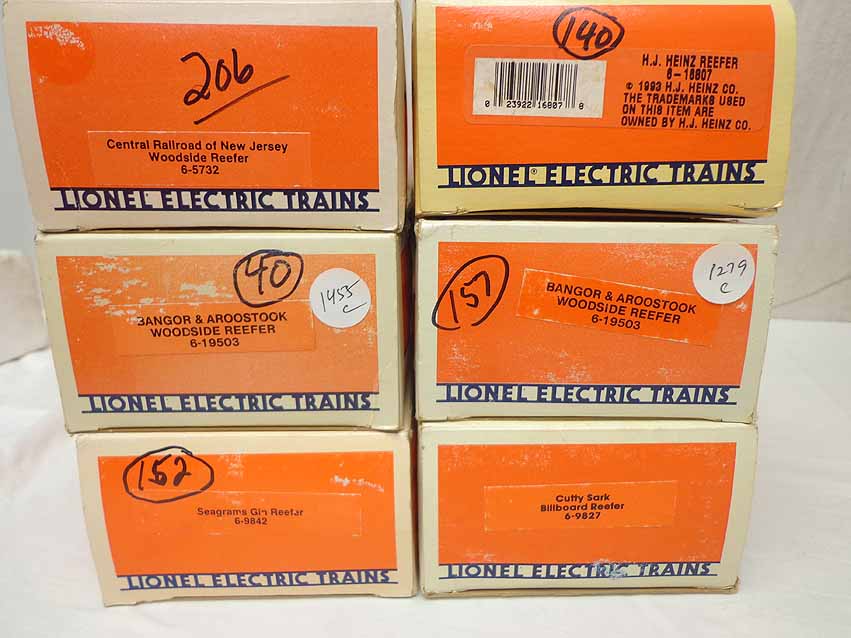 206
Central Railroad of New Jersey
Woodside Reefer
6-5732
LIONEL ELECTRIC TRAINS
140
H.J. HEINZ REEFER
6-16807
© 1993 H.J. HEINZ CO.
THE TRADEMARKS USED
ON THIS ITEM ARE
OWNED BY H.J. HEINZ CO.
0 23922 16807 8
LIONEL® ELECTRIC TRAINS
40
1455
c
BANGOR & AROOSTOOK
WOODSIDE REEFER
6-19503
LIONEL ELECTRIC TRAINS
157
1279
c
BANGOR & AROOSTOOK
WOODSIDE REEFER
6-19503
LIONEL ELECTRIC TRAINS
152
Seagrams Gin Reefer
6-9842
LIONEL ELECTRIC TRAINS
Cutty Sark
Billboard Reefer
6-9827
LIONEL ELECTRIC TRAINS